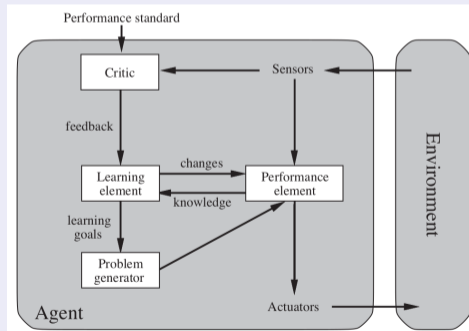 Performance standard
Critic
Sensors
feedback
changes
Learning
element
Performance
element
knowledge
learning
goals
Problem
generator
Agent
Actuators
Environment